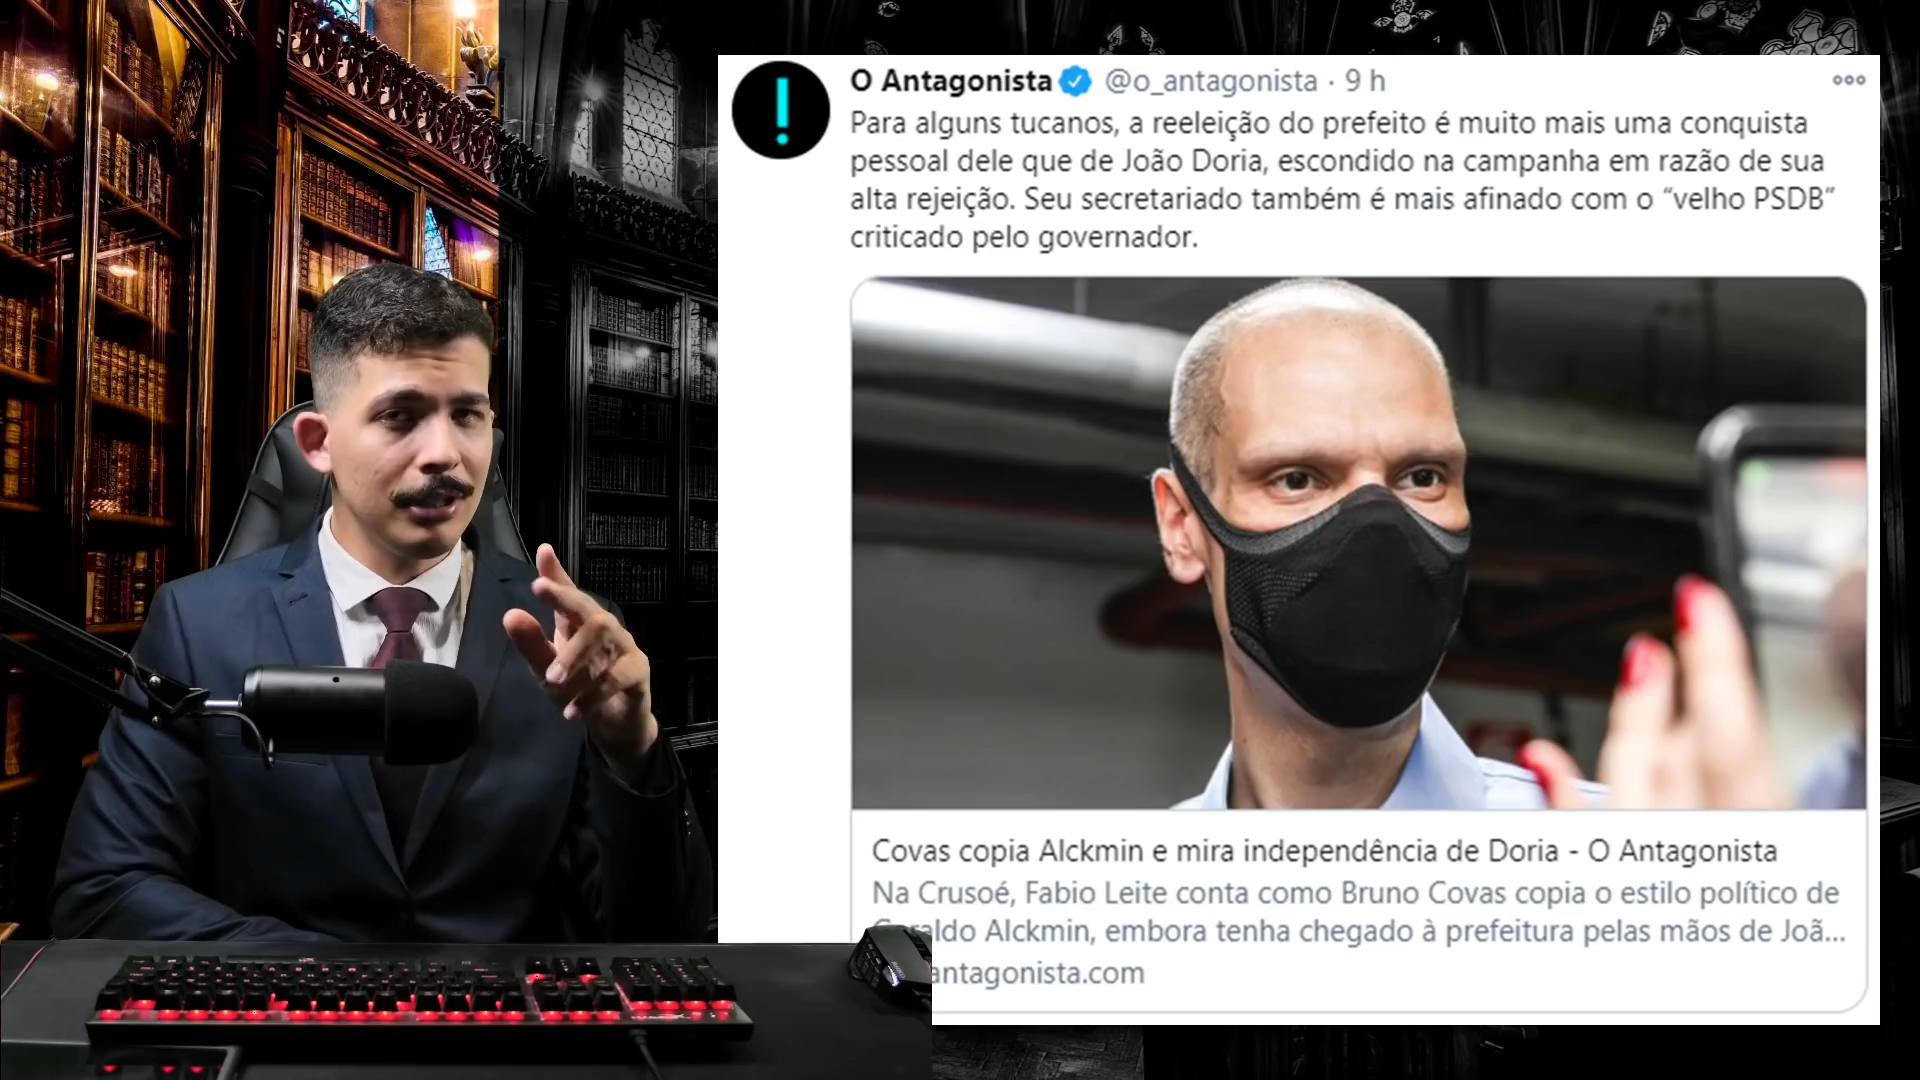 O Antagonista @o_antagonista · 9 h
Para alguns tucanos, a reeleição do prefeito é muito mais uma conquista
pessoal dele que de João Doria, escondido na campanha em razão de sua
alta rejeição. Seu secretariado também é mais afinado com o “velho PSDB”
criticado pelo governador.
Covas copia Alckmin e mira independência de Doria - O Antagonista
Na Crusoé, Fabio Leite conta como Bruno Covas copia o estilo político de
Geraldo Alckmin, embora tenha chegado à prefeitura pelas mãos de Joã...
antagonista.com